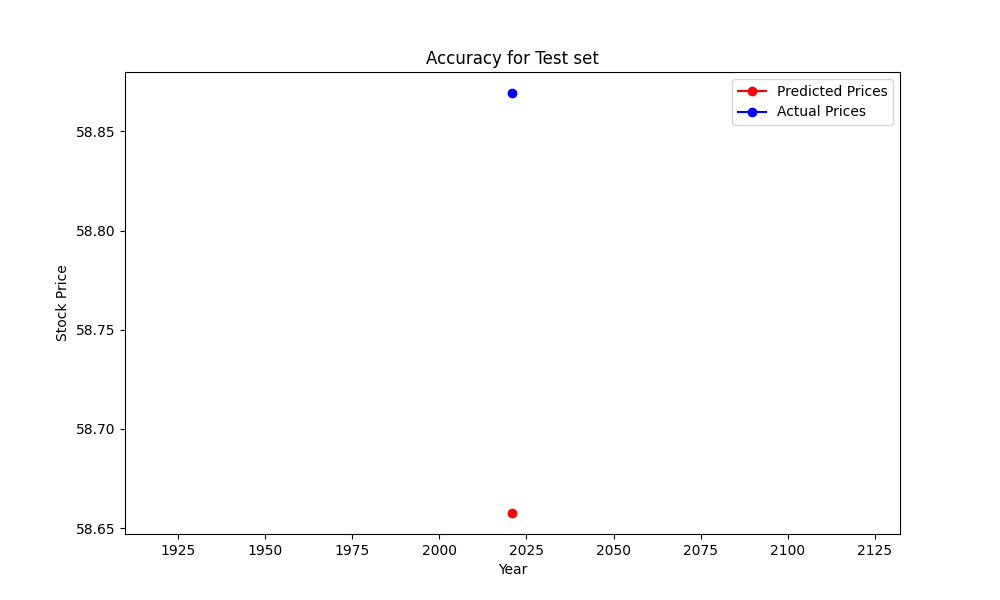 Accuracy for Test set
Predicted Prices
Actual Prices
58.85
58.80
58.75
58.70
58.65
Stock Price
1925 1950 1975 2000 2025 2050 2075 2100 2125
Year